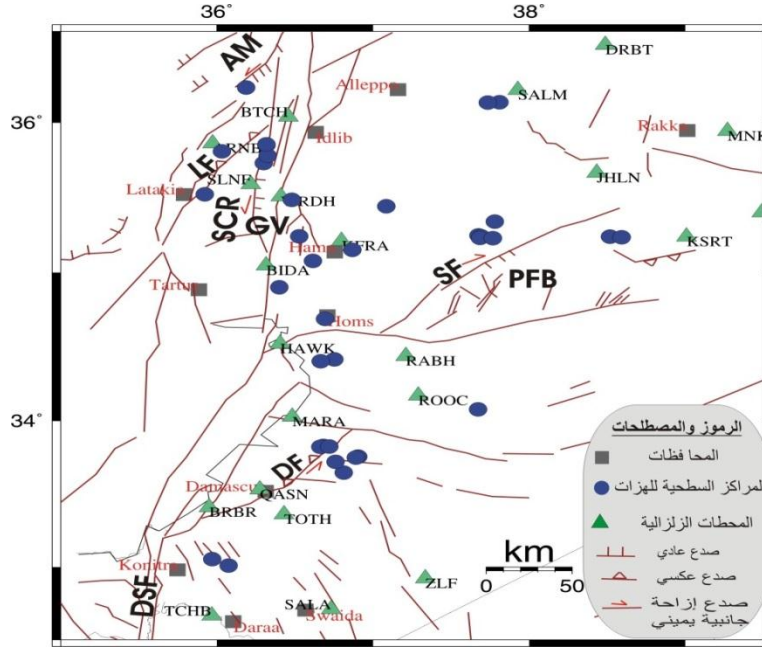 36°
38°
36°
34°
AM
DRBT
Alleppo
SALM
BTCH
Idlib
Rakka
RNB
LF
JHLN
SLNF
Latakia
RDH
SCR
GV
KSRT
Hama
KFRA
BIDA
SF
PFB
Tartus
Homs
HAWK
RABH
ROOC
MARA
DF
Damascu
QASN
BRBR
TOTH
km
0 50
Konitra
ZLF
DSF
TCHB
SALA
Swaida
Daraa
الرموز والمصطلحات
المحافظات
المراكز السطحية للهزات
المحطات الزلزالية
صدع عادي
صدع عكسي
صدع إزاحة
جانبية يميني